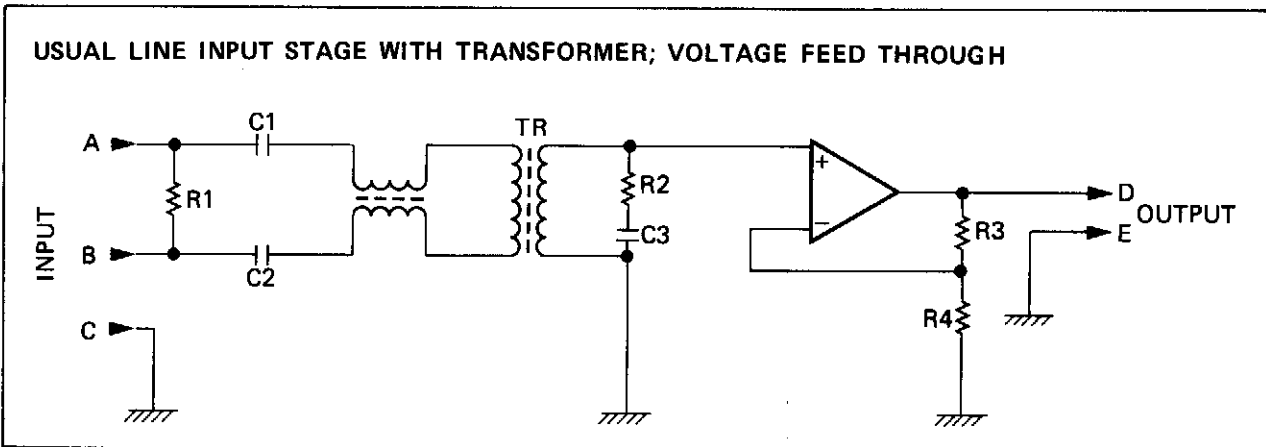 USUAL LINE INPUT STAGE WITH TRANSFORMER; VOLTAGE FEED THROUGH
C1
TR
A
R1
R2
+
D
INPUT
OUTPUT
B
C2
C3
−
R3
E
C
R4